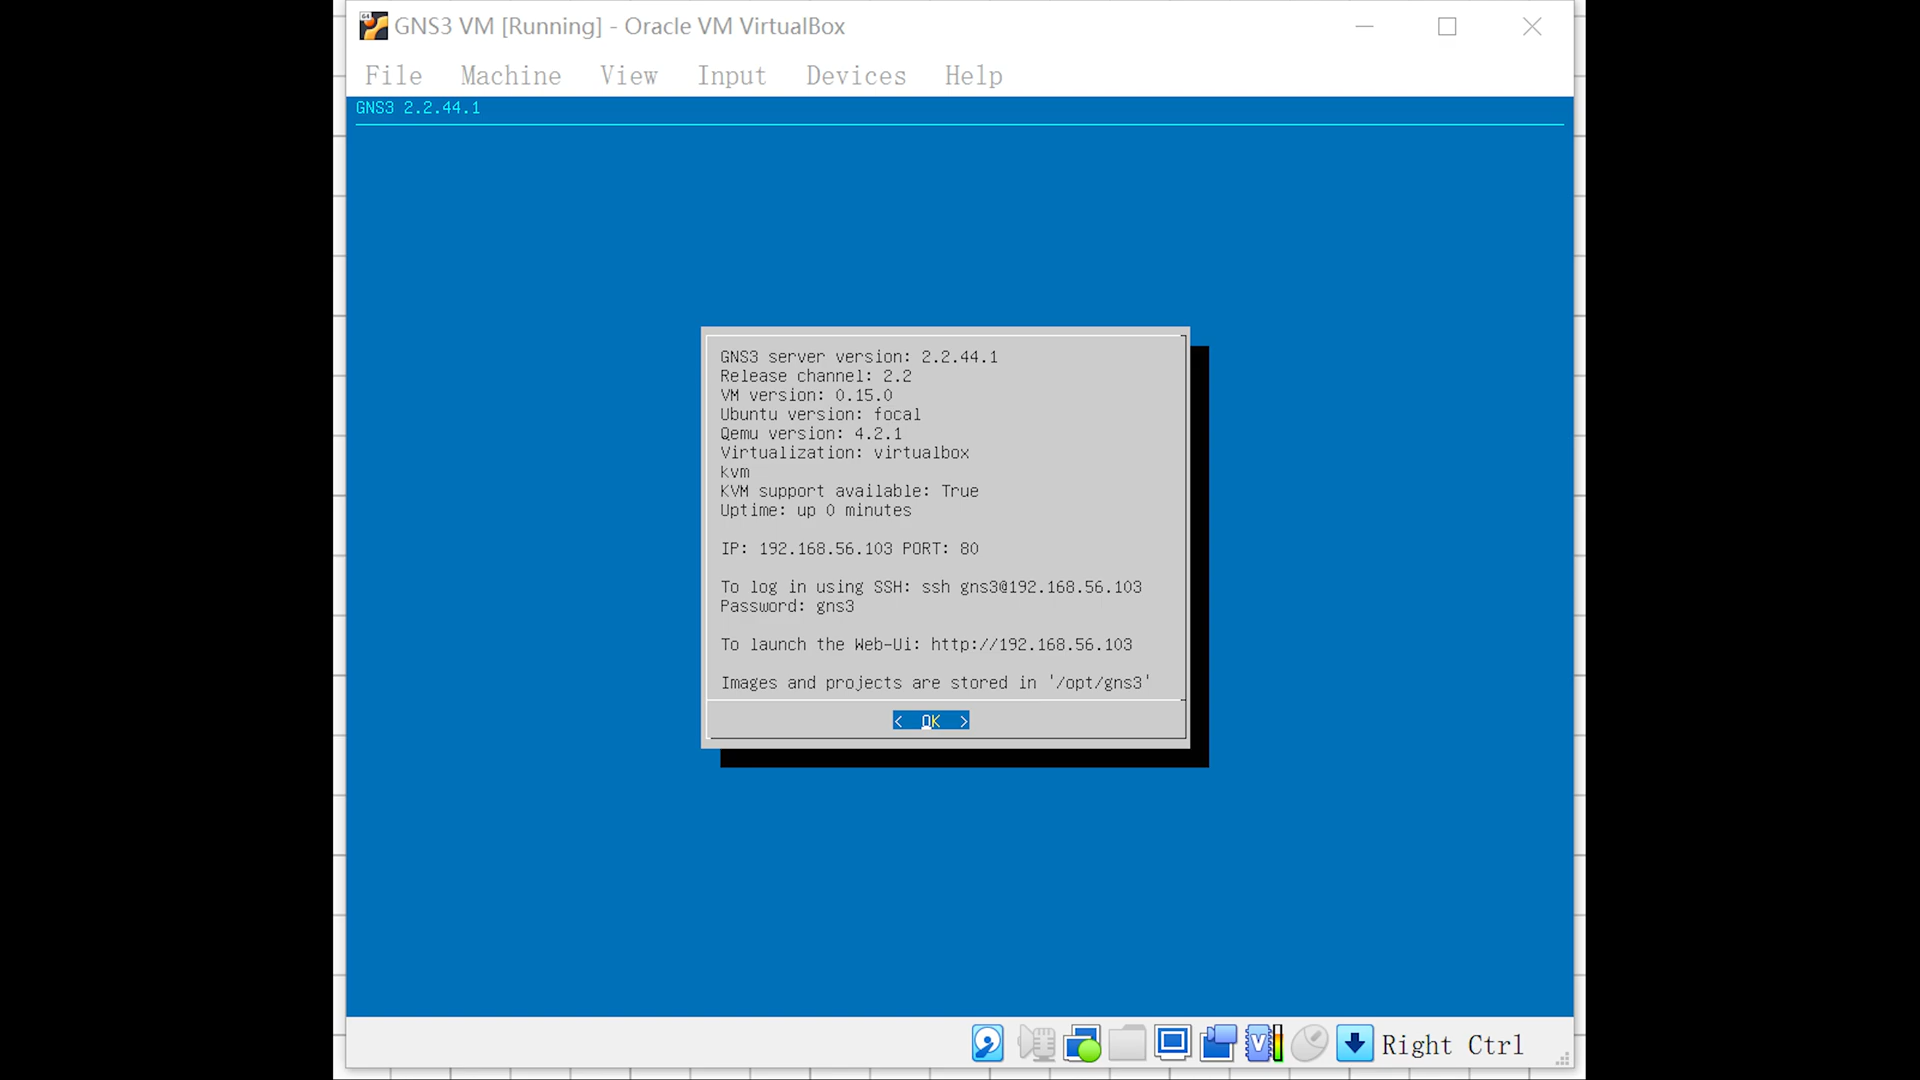 GNS3 VM [Running] - Oracle VM VirtualBox
File Machine View Input Devices Help
GNS3 2.2.44.1
GNS3 server version: 2.2.44.1
Release channel: 2.2
VM version: 0.15.0
Ubuntu version: focal
Qemu version: 4.2.1
Virtualization: virtualbox
kvm
KVM support available: True
Uptime: up 0 minutes
IP: 192.168.56.103 PORT: 80
To log in using SSH: ssh gns3@192.168.56.103
Password: gns3
To launch the Web-Ui: http://192.168.56.103
Images and projects are stored in '/opt/gns3'
< OK >
Right Ctrl